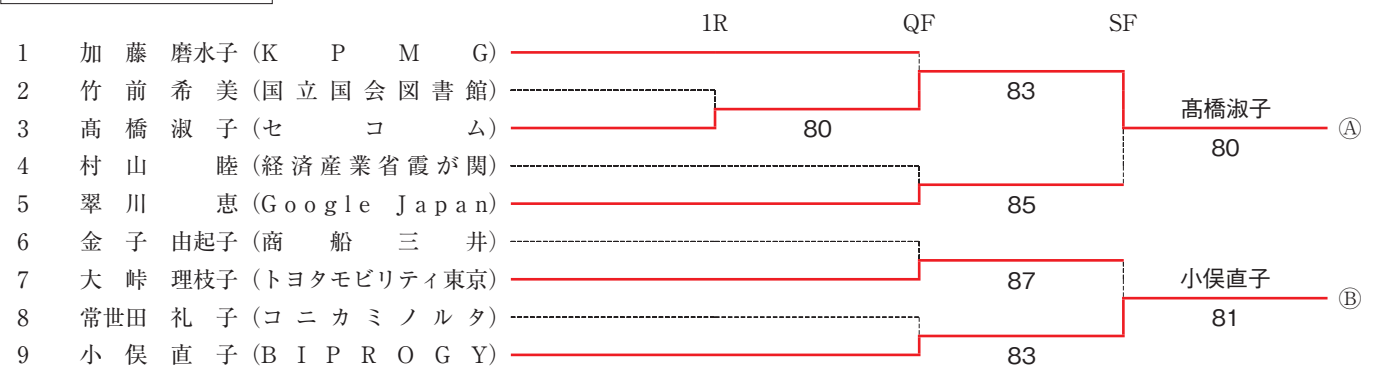 1R QF SF
1 加藤 磨水子 (KPMG)
2 竹前希美 (国立国会図書館)
83
3 髙橋淑子 (セコム)
80
髙橋淑子 Ⓐ
80
4 村山 睦 (経済産業省霞が関)
5 翠川 恵 (Google Japan)
85
6 金子 由起子 (商船三井)
7 大峠 理枝子 (トヨタモビリティ東京)
87
小俣直子 Ⓑ
81
8 常世田 礼子 (コニカミノルタ)
9 小俣直子 (BIPROGY)
83